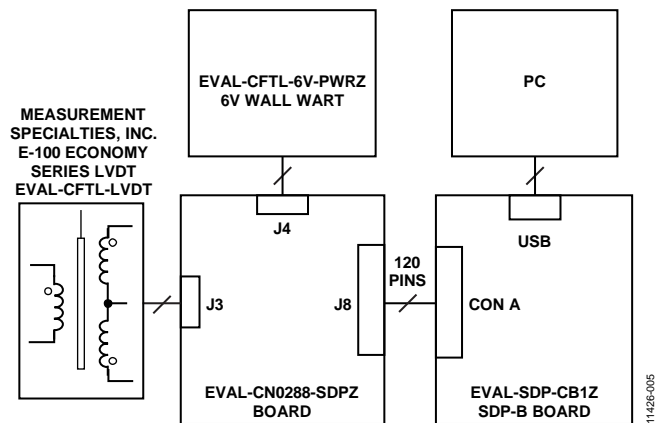 EVAL-CFTL-6V-PWRZ
6V WALL WART
PC
MEASUREMENT
SPECIALTIES, INC.
E-100 ECONOMY
SERIES LVDT
EVAL-CFTL-LVDT
J4
USB
J3
J8
120
PINS
CON A
EVAL-CN0288-SDPZ
BOARD
EVAL-SDP-CB1Z
SDP-B BOARD
11426-005